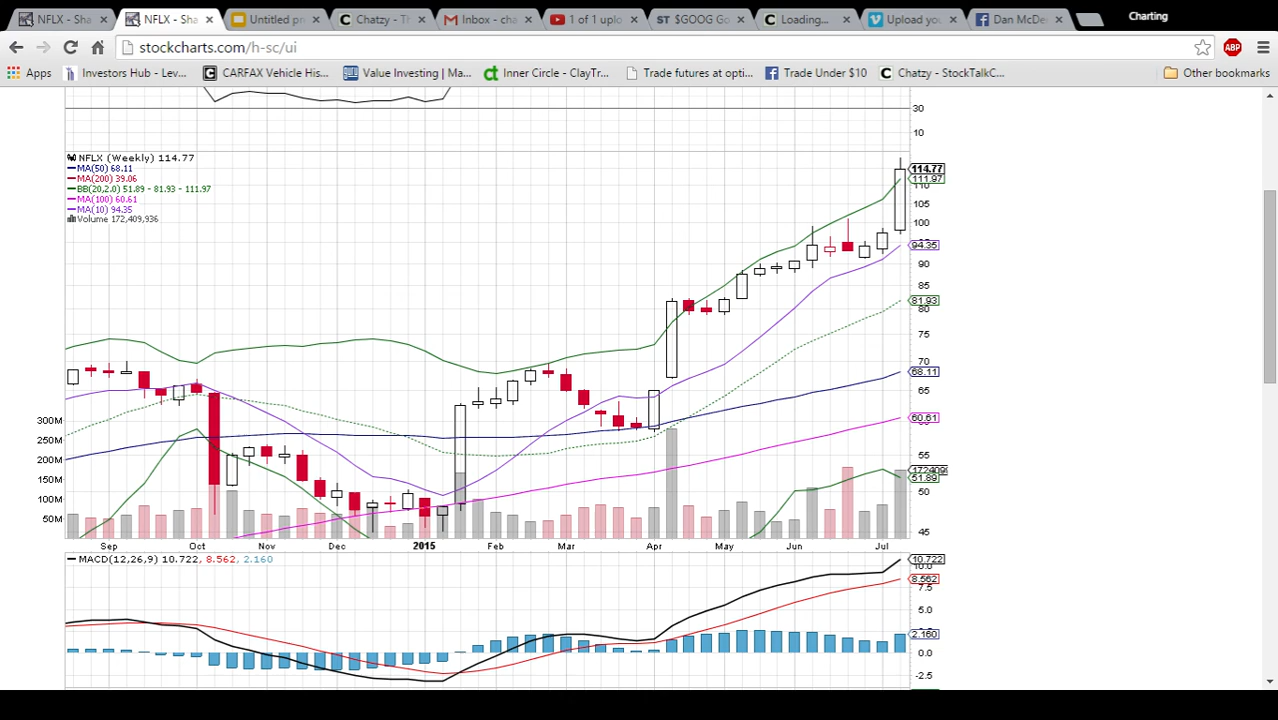 NFLX - Sha
NFLX - Sha
Untitled pr
Chatzy - T
Inbox - cha
1 of 1 uplo
$GOOG G
Loading...
Upload you
Dan McDe
Charting
stockcharts.com/h-sc/ui
ABP
Apps
Investors Hub - Lev...
CARFAX Vehicle His...
Value Investing | Ma...
Inner Circle - ClayTr...
Trade futures as opti...
Trade Under $10
Chatzy - StockTalkC...
Other bookmarks
30
10
NFLX (Weekly) 114.77
MA(50) 68.11
MA(200) 39.06
BB(20,2.0) 51.89 - 81.93 - 111.97
MA(100) 60.61
MA(10) 94.35
Volume 172,409,936
114.77
111.97
110
105
100
94.35
90
85
81.93
80
75
70
68.11
65
60.61
55
51.89
50
45
300M
250M
200M
150M
100M
50M
Sep Oct Nov Dec 2015 Feb Mar Apr May Jun Jul
MACD(12,26,9) 10.722, 8.562, 2.160
10.722
10.0
8.562
7.5
5.0
2.160
0.0
-2.5